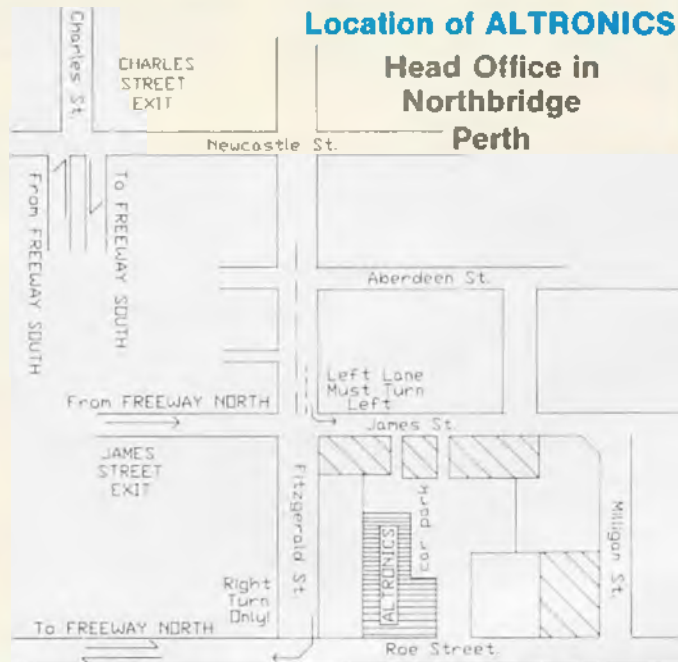 Location of ALTRONICS
Head Office in
Northbridge
Perth
Charles St.
CHARLES
STREET
EXIT
Newcastle St.
From FREEWAY SOUTH
To FREEWAY SOUTH
Aberdeen St.
Left Lane
Must Turn
Left
From FREEWAY NORTH
James St.
JAMES
STREET
EXIT
Fitzgerald St.
car park
ALTRONICS
Milligan St.
Right
Turn
Only!
To FREEWAY NORTH
Roe Street.